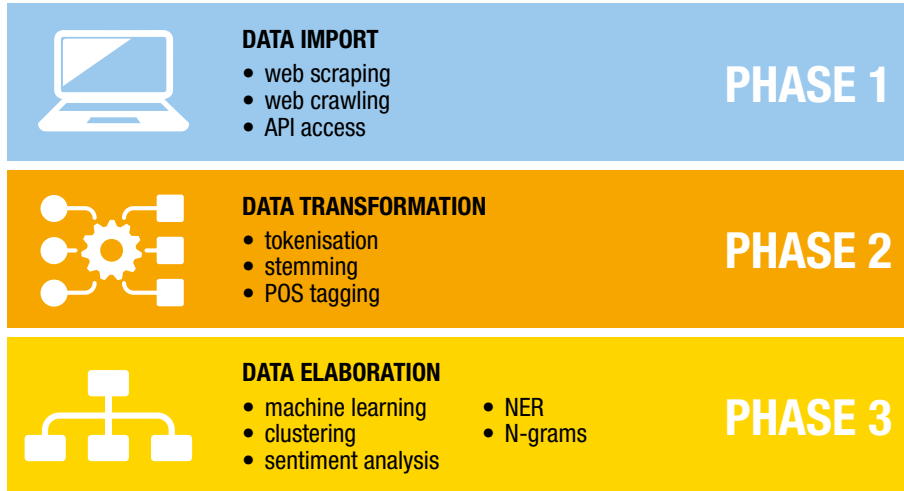 DATA IMPORT
• web scraping
• web crawling
• API access
PHASE 1
DATA TRANSFORMATION
• tokenisation
• stemming
• POS tagging
PHASE 2
DATA ELABORATION
• machine learning
• clustering
• sentiment analysis
• NER
• N-grams
PHASE 3